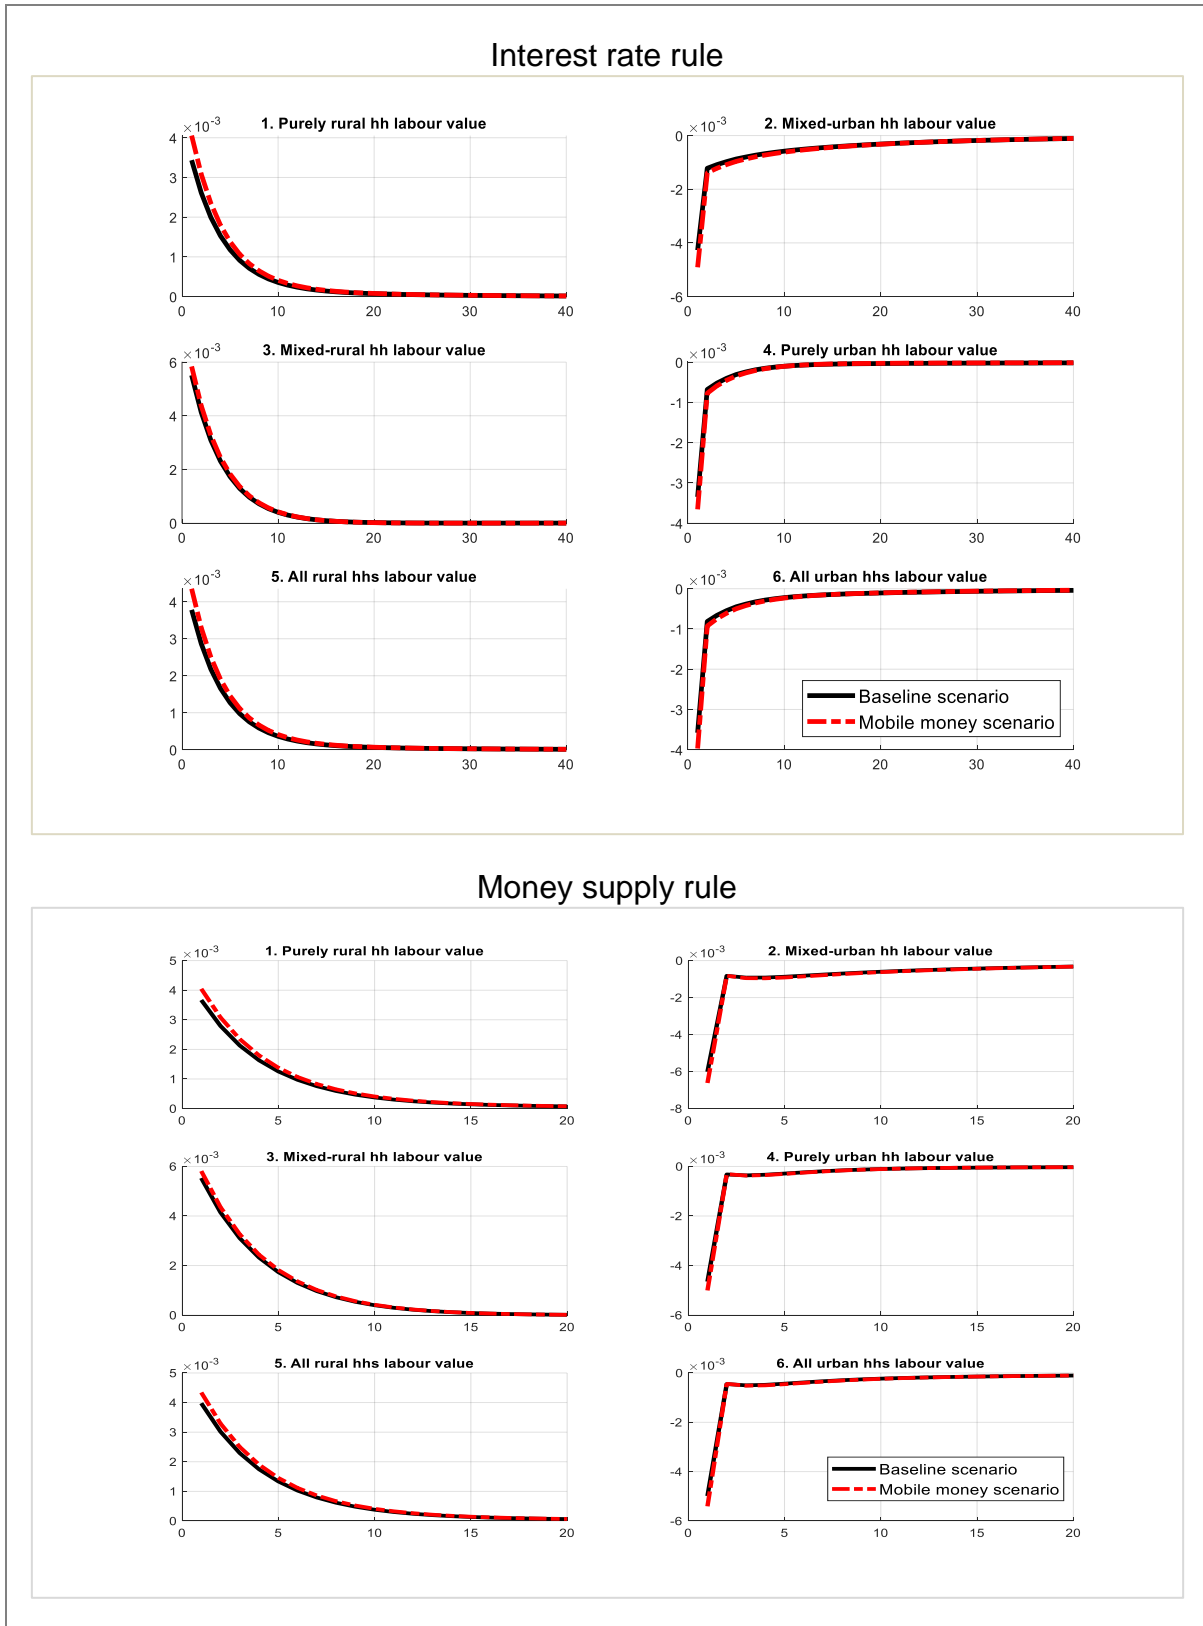 Interest rate rule
1. Purely rural hh labour value
×10^-3
4
3
2
1
0
0 10 20 30 40
2. Mixed-urban hh labour value
×10^-3
0
-2
-4
-6
0 10 20 30 40
3. Mixed-rural hh labour value
×10^-3
6
4
2
0
0 10 20 30 40
4. Purely urban hh labour value
×10^-3
0
-1
-2
-3
-4
0 10 20 30 40
5. All rural hhs labour value
×10^-3
4
3
2
1
0
0 10 20 30 40
6. All urban hhs labour value
×10^-3
0
-1
-2
-3
-4
0 10 20 30 40
Baseline scenario
Mobile money scenario
Money supply rule
1. Purely rural hh labour value
×10^-3
5
4
3
2
1
0
0 5 10 15 20
2. Mixed-urban hh labour value
×10^-3
0
-2
-4
-6
-8
0 5 10 15 20
3. Mixed-rural hh labour value
×10^-3
6
4
2
0
0 5 10 15 20
4. Purely urban hh labour value
×10^-3
0
-2
-4
-6
0 5 10 15 20
5. All rural hhs labour value
×10^-3
5
4
3
2
1
0
0 5 10 15 20
6. All urban hhs labour value
×10^-3
0
-2
-4
-6
0 5 10 15 20
Baseline scenario
Mobile money scenario